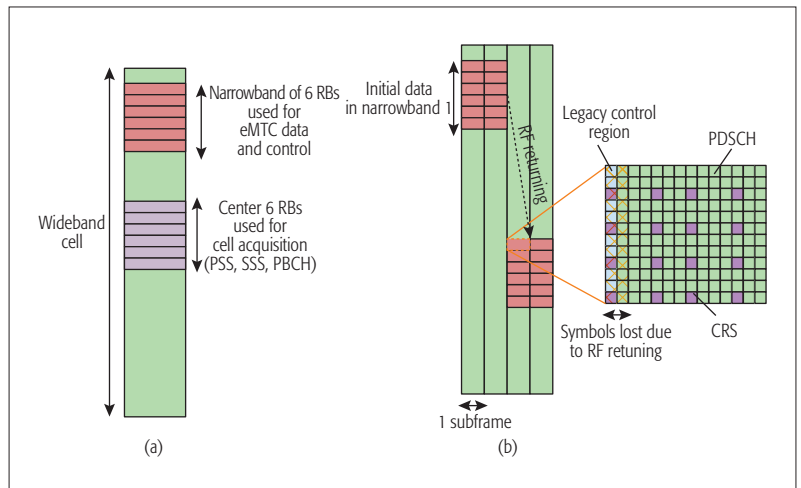 Narrowband of 6 RBs
used for
eMTC data
and control
Wideband
cell
Center 6 RBs
used for
cell acquisition
(PSS, SSS, PBCH)
(a)
Initial data
in narrowband 1
RF returning
Legacy control
region
PDSCH
Symbols lost due
to RF retuning
CRS
1 subframe
(b)